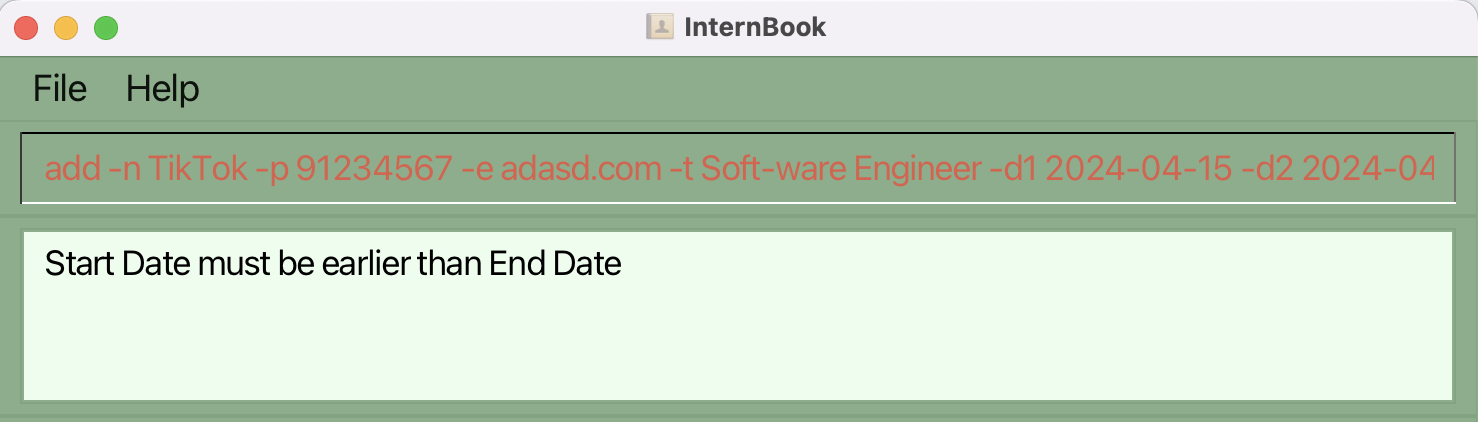 InternBook
File Help
add -n TikTok -p 91234567 -e adasd.com -t Soft-ware Engineer -d1 2024-04-15 -d2 2024-04
Start Date must be earlier than End Date